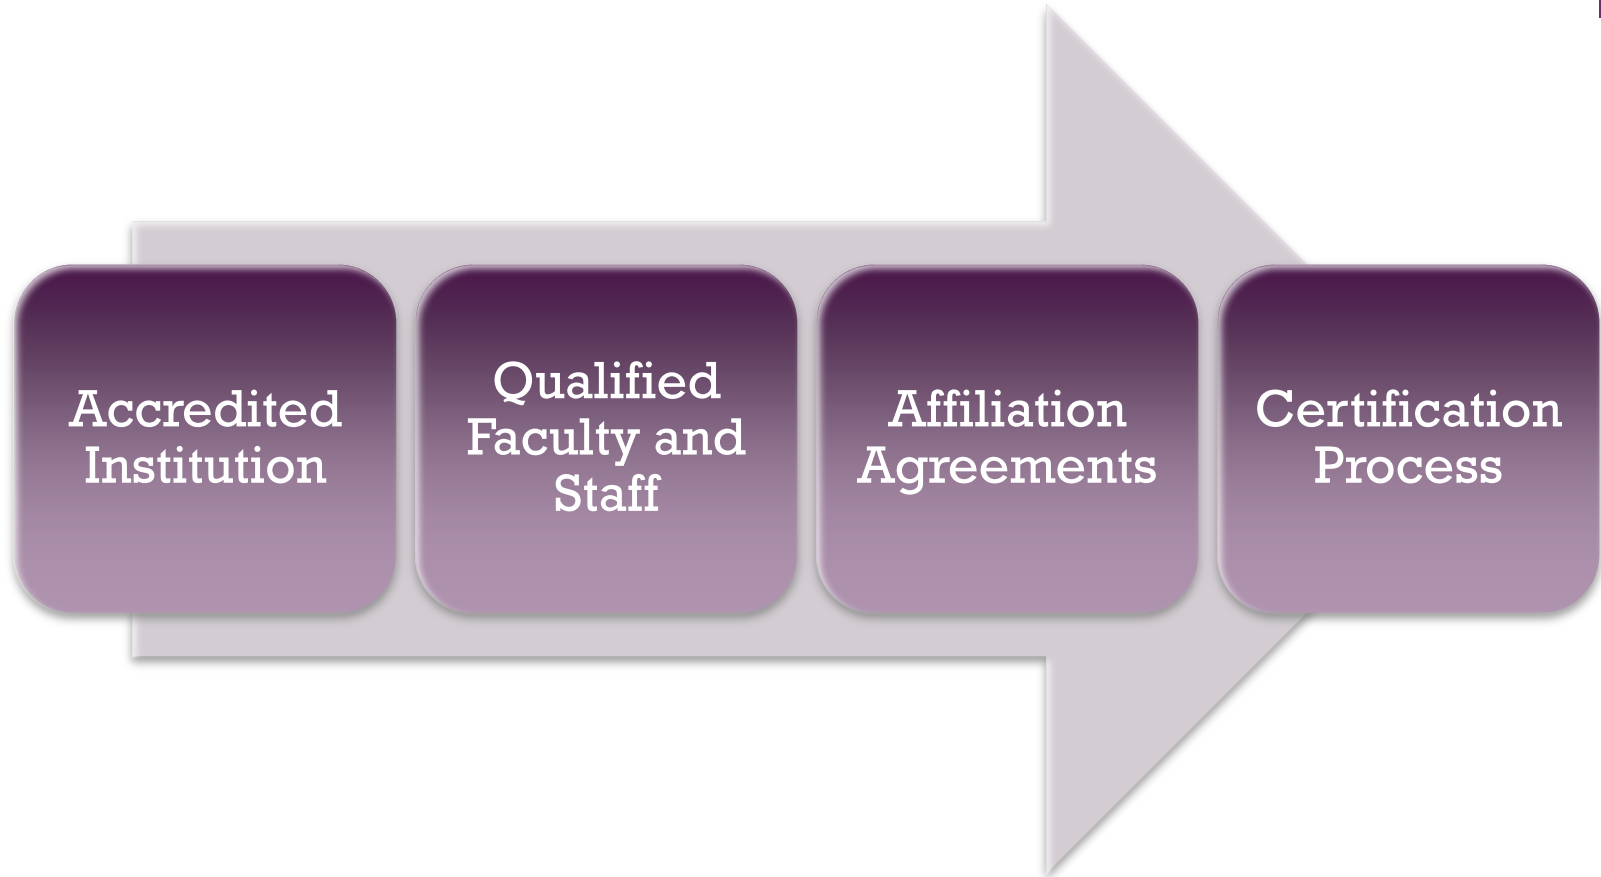 Accredited
Institution
Qualified
Faculty and
Staff
Affiliation
Agreements
Certification
Process